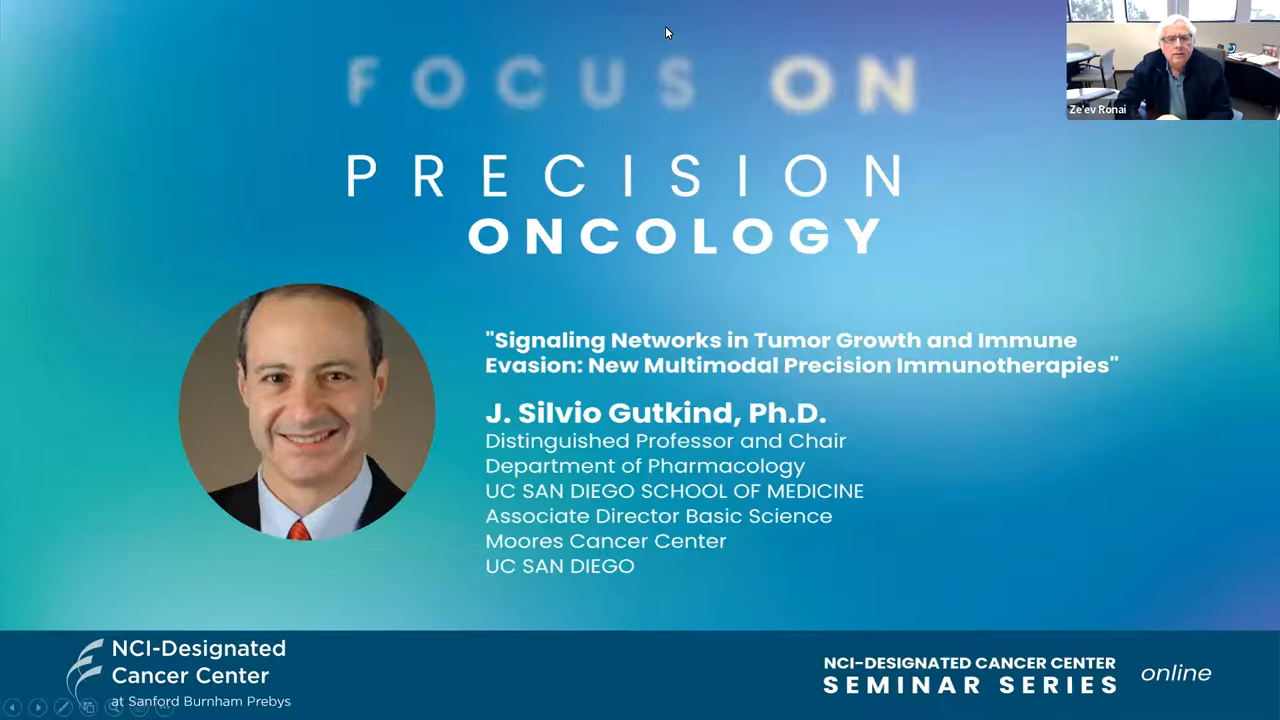 FOCUS ON
PRECISION
ONCOLOGY
"Signaling Networks in Tumor Growth and Immune
Evasion: New Multimodal Precision Immunotherapies"
J. Silvio Gutkind, Ph.D.
Distinguished Professor and Chair
Department of Pharmacology
UC SAN DIEGO SCHOOL OF MEDICINE
Associate Director Basic Science
Moores Cancer Center
UC SAN DIEGO
Ze'ev Ronai
NCI-Designated
Cancer Center
at Sanford Burnham Prebys
NCI-DESIGNATED CANCER CENTER
SEMINAR SERIES
online